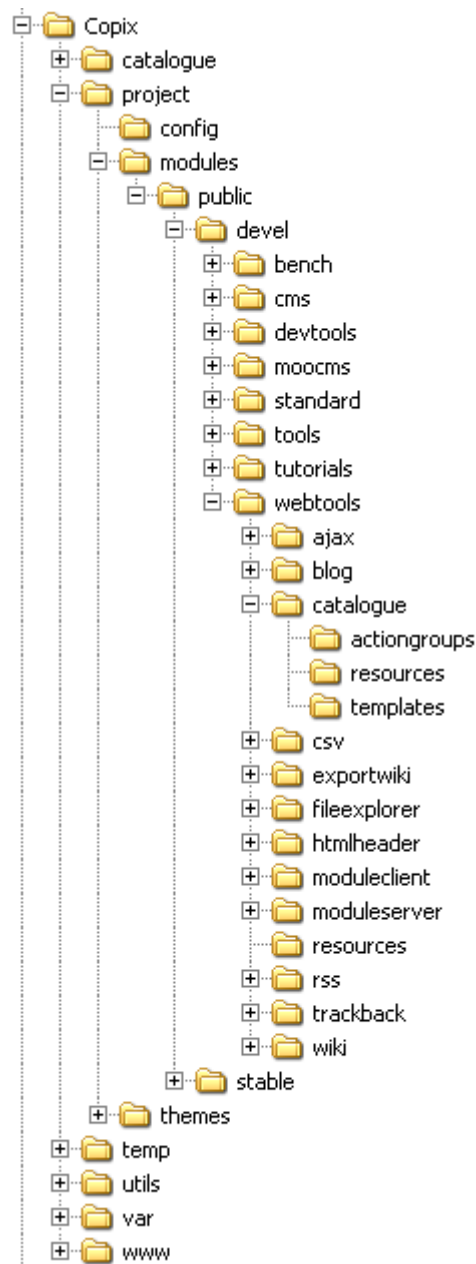 Copix
catalogue
project
config
modules
public
devel
bench
cms
devtools
moocms
standard
tools
tutorials
webtools
ajax
blog
catalogue
actiongroups
resources
templates
csv
exportwiki
fileexplorer
htmlheader
moduleclient
moduleserver
resources
rss
trackback
wiki
stable
themes
temp
utils
var
www